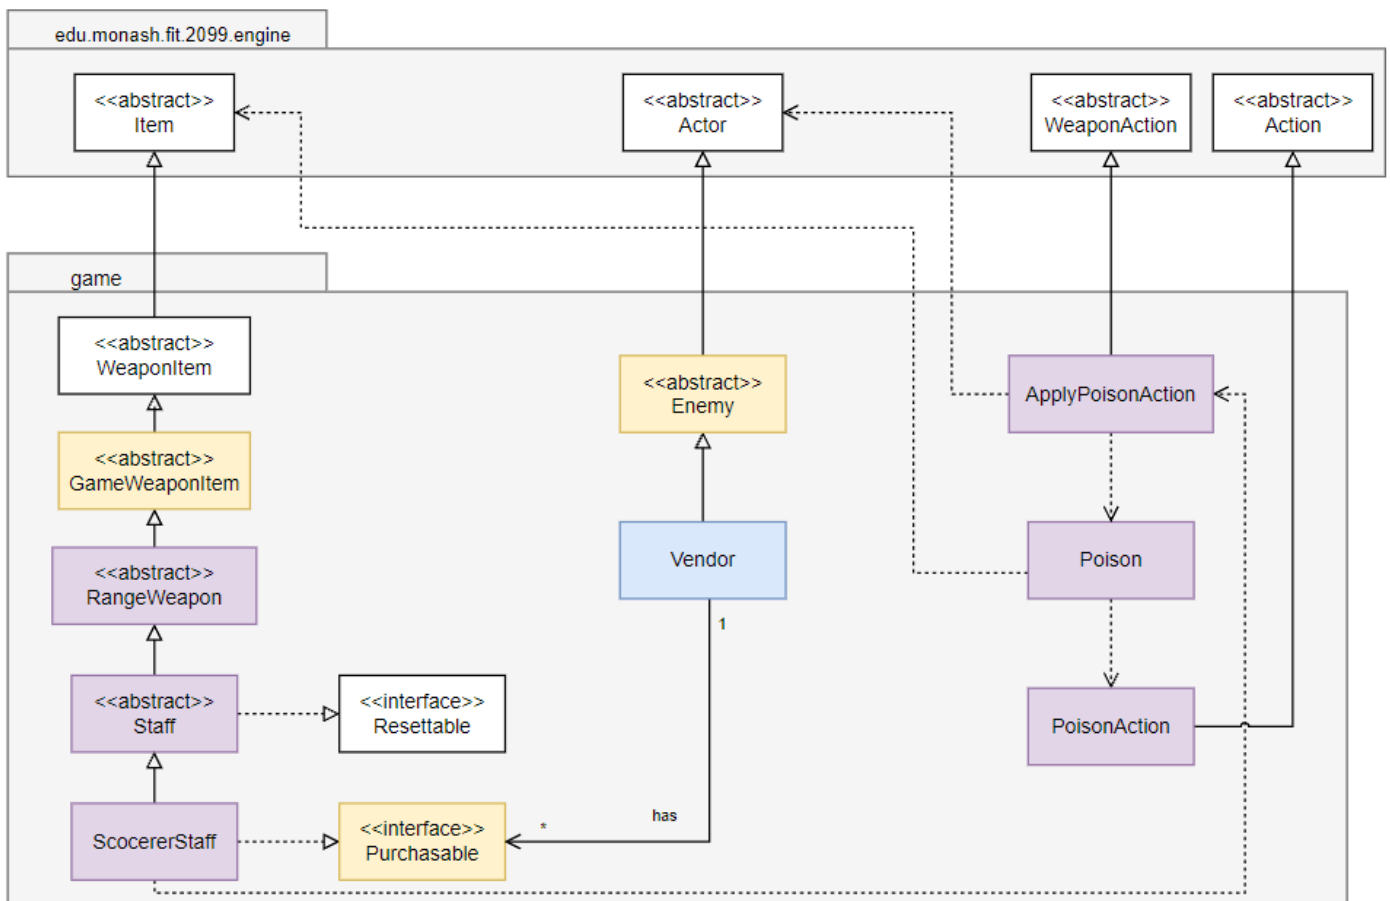 edu.monash.fit.2099.engine
<<abstract>>
Item
<<abstract>>
Actor
<<abstract>>
WeaponAction
<<abstract>>
Action
game
<<abstract>>
WeaponItem
<<abstract>>
Enemy
ApplyPoisonAction
<<abstract>>
GameWeaponItem
<<abstract>>
RangeWeapon
Vendor
Poison
1
<<abstract>>
Staff
<<interface>>
Resettable
PoisonAction
ScocererStaff
<<interface>>
Purchasable
*
has